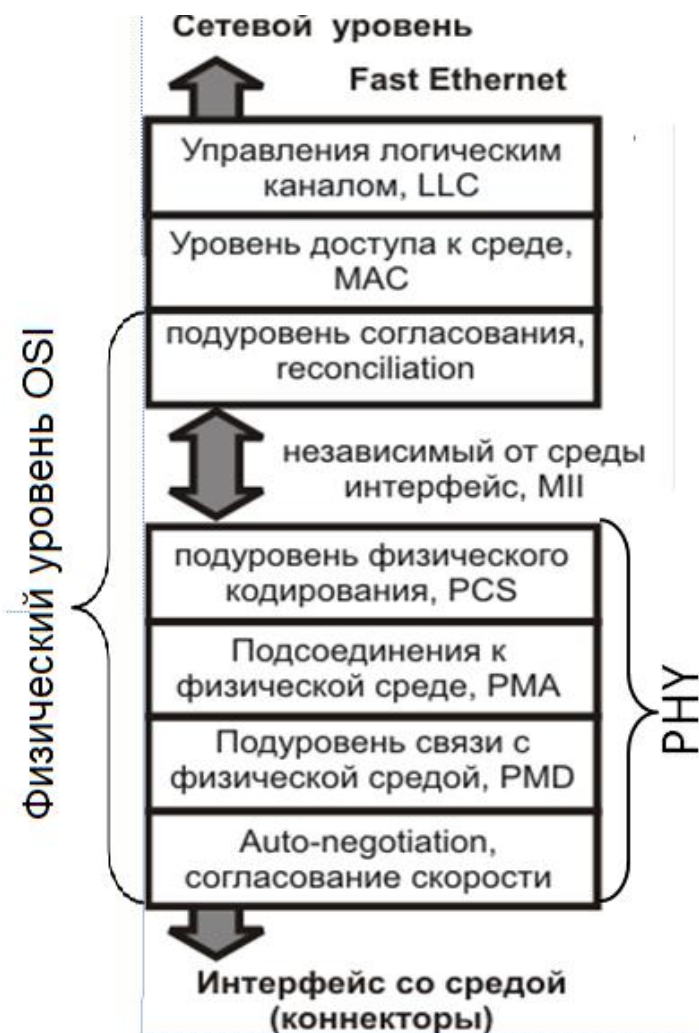 Сетевой уровень
Fast Ethernet
Управления логическим
каналом, LLC
Уровень доступа к среде,
MAC
подуровень согласования,
reconciliation
независимый от среды
интерфейс, MII
подуровень физического
кодирования, PCS
Подсоединения к
физической среде, PMA
Подуровень связи с
физической средой, PMD
Auto-negotiation,
согласование скорости
Интерфейс со средой
(коннекторы)
Физический уровень OSI
PHY